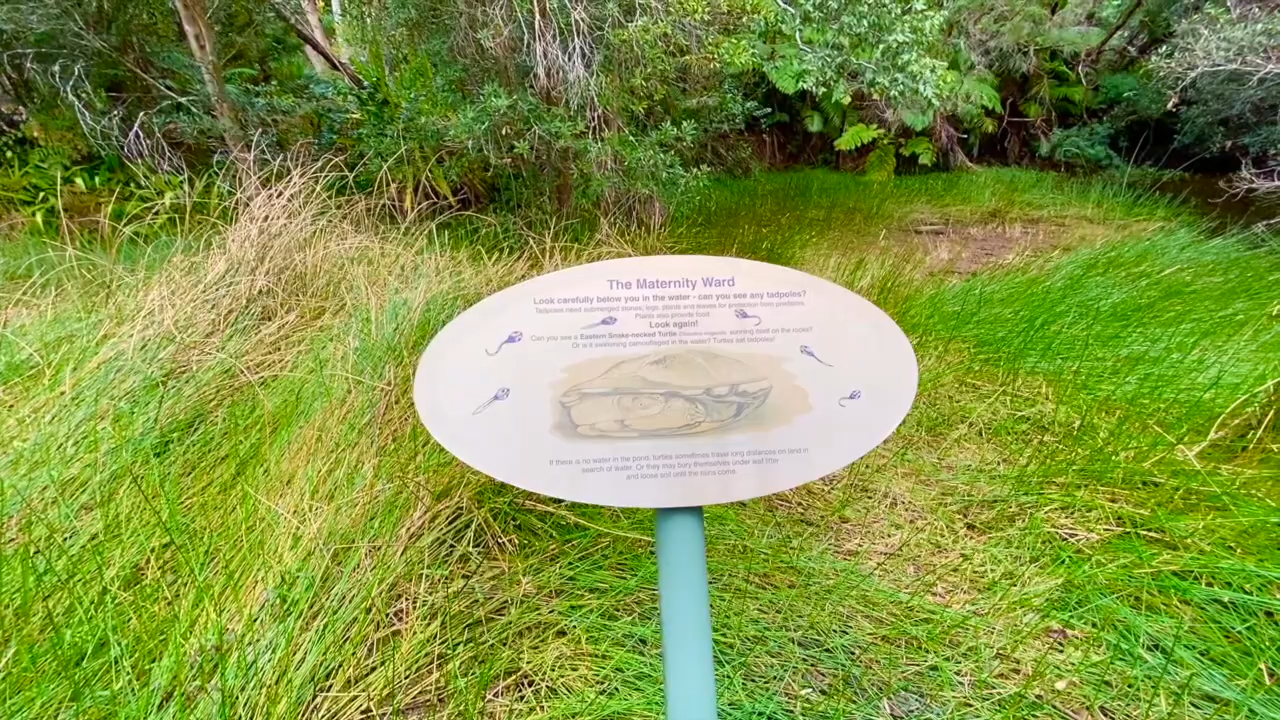 The Maternity Ward
Look carefully below you in the water - can you see any tadpoles?
Tadpoles need submerged stones, logs, plants and leaves for protection from predators.
Plants also provide food.
Look again!
Can you see a Eastern Snake-necked Turtle sunning itself on the rocks?
Or is it swimming camouflaged in the water? Turtles eat tadpoles!
If there is no water in the pond, turtles sometimes travel long distances on land in
search of water. Or they may bury themselves under leaf litter
and loose soil until the rains come.